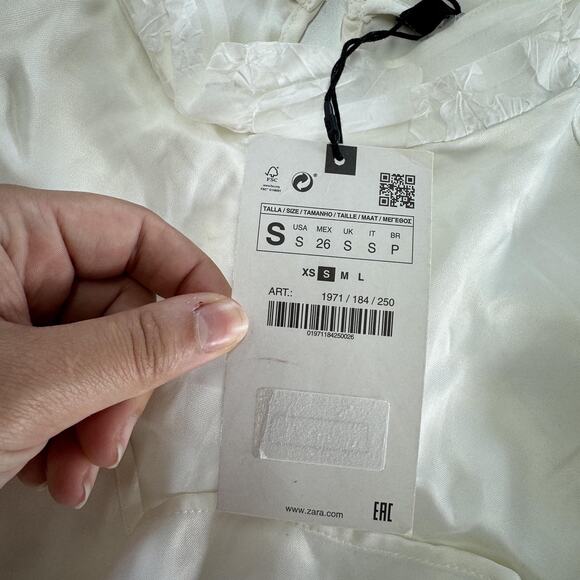 FSC
TALLA / SIZE / TAMANHO / TAILLE / MAAT / ΜΕΓΕΘΟΣ
S USA S MEX 26 UK S IT S BR P
XS S M L
ART.: 1971 / 184 / 250
01971184250026
www.zara.com
EAC